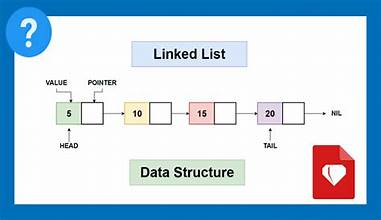 ?
Linked List
VALUE POINTER
5 10 15 20 NIL
HEAD TAIL
Data Structure